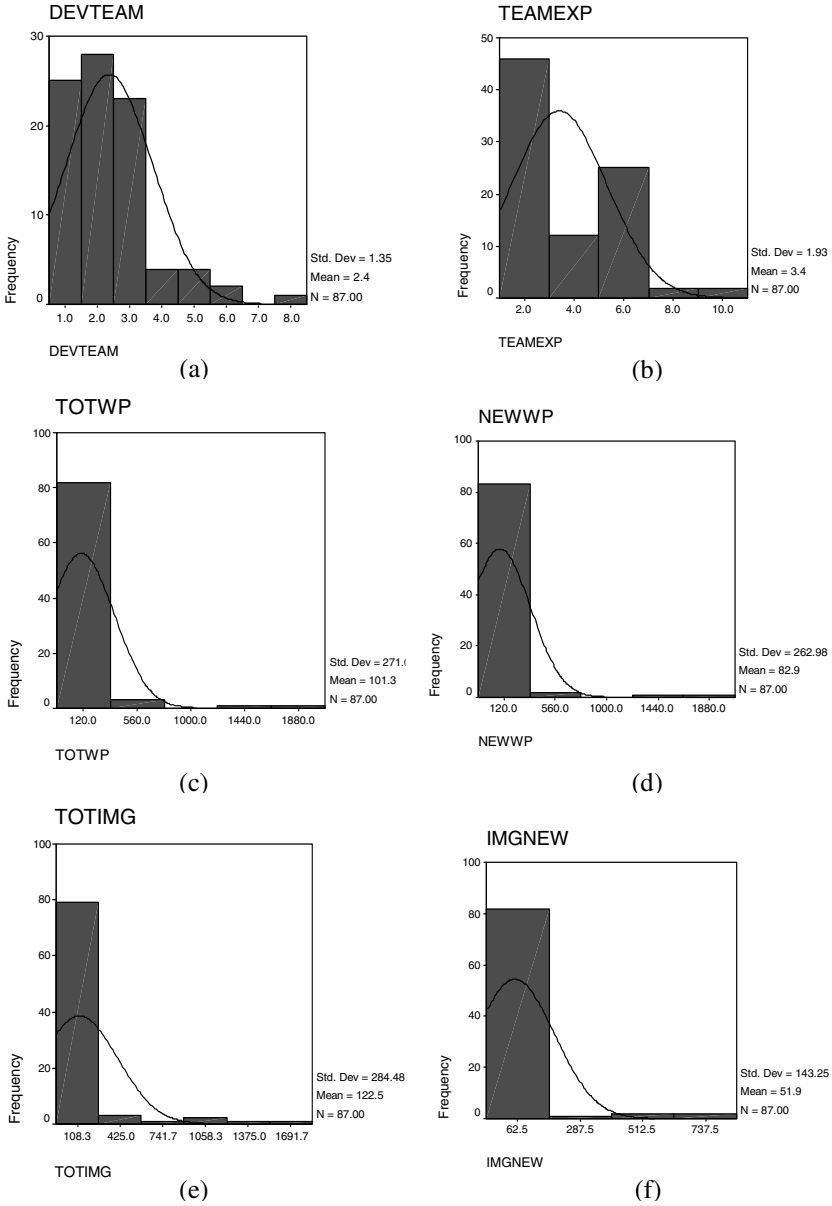 DEVTEAM
30
20
10
0
Frequency
1.0 2.0 3.0 4.0 5.0 6.0 7.0 8.0
Std. Dev = 1.35
Mean = 2.4
N = 87.00
DEVTEAM
(a)
TEAMEXP
50
40
30
20
10
0
Frequency
2.0 4.0 6.0 8.0 10.0
Std. Dev = 1.93
Mean = 3.4
N = 87.00
TEAMEXP
(b)
TOTWP
100
80
60
40
20
0
Frequency
120.0 560.0 1000.0 1440.0 1880.0
Std. Dev = 271.
Mean = 101.3
N = 87.00
TOTWP
(c)
NEWWP
100
80
60
40
20
0
Frequency
120.0 560.0 1000.0 1440.0 1880.0
Std. Dev = 262.98
Mean = 82.9
N = 87.00
NEWWP
(d)
TOTIMG
100
80
60
40
20
0
Frequency
108.3 425.0 741.7 1058.3 1375.0 1691.7
Std. Dev = 284.48
Mean = 122.5
N = 87.00
TOTIMG
(e)
IMGNEW
100
80
60
40
20
0
Frequency
62.5 287.5 512.5 737.5
Std. Dev = 143.25
Mean = 51.9
N = 87.00
IMGNEW
(f)